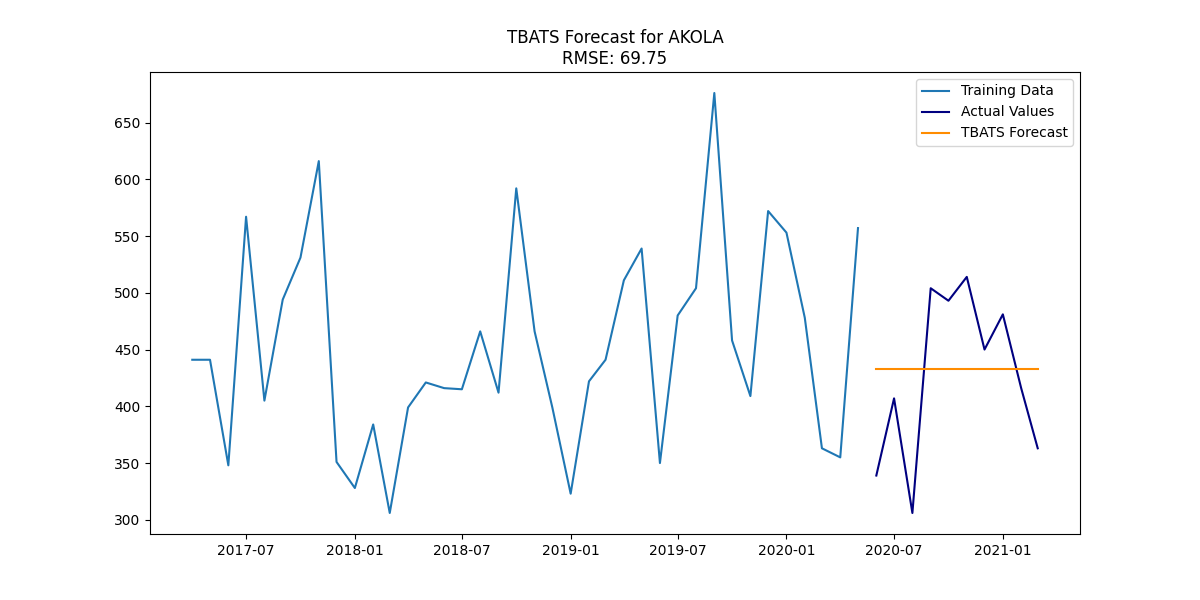 TBATS Forecast for AKOLA
RMSE: 69.75
Training Data
Actual Values
TBATS Forecast
650
600
550
500
450
400
350
300
2017-07 2018-01 2018-07 2019-01 2019-07 2020-01 2020-07 2021-01